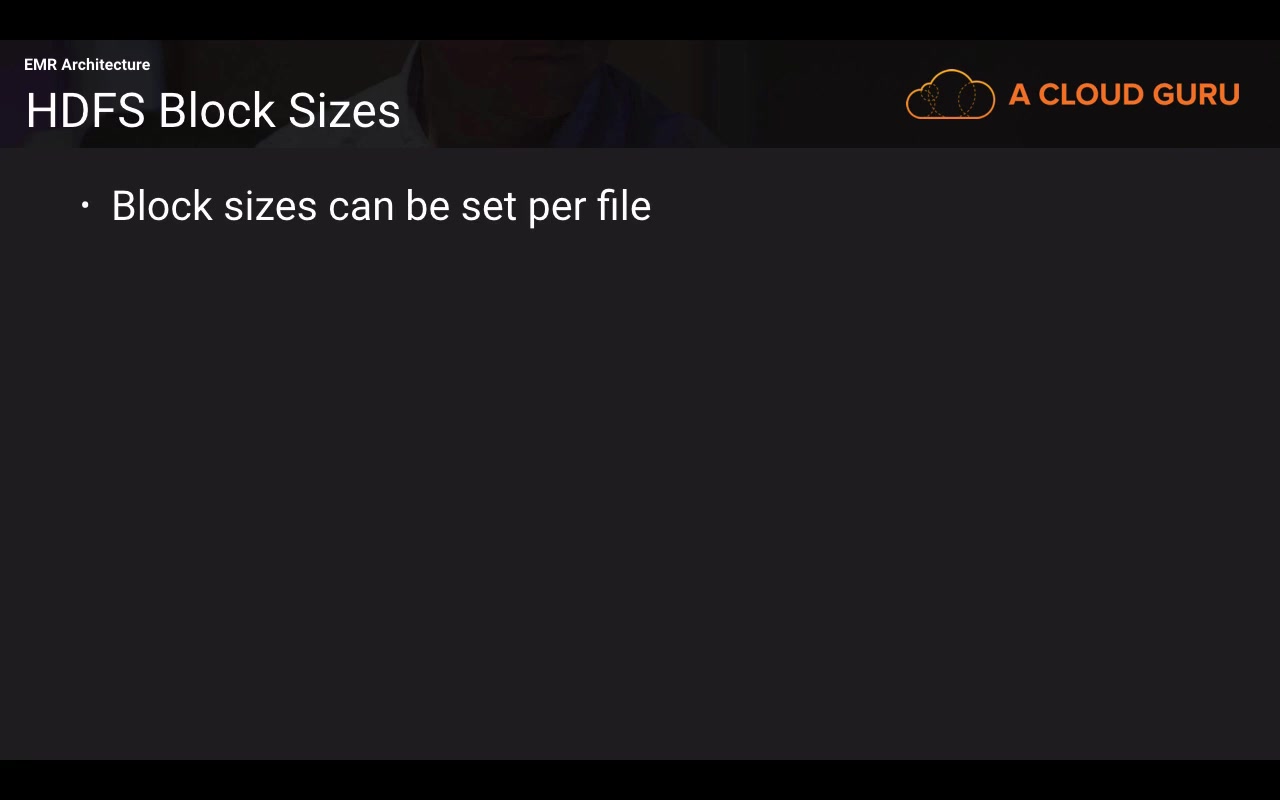 EMR Architecture
HDFS Block Sizes
A CLOUD GURU
• Block sizes can be set per file